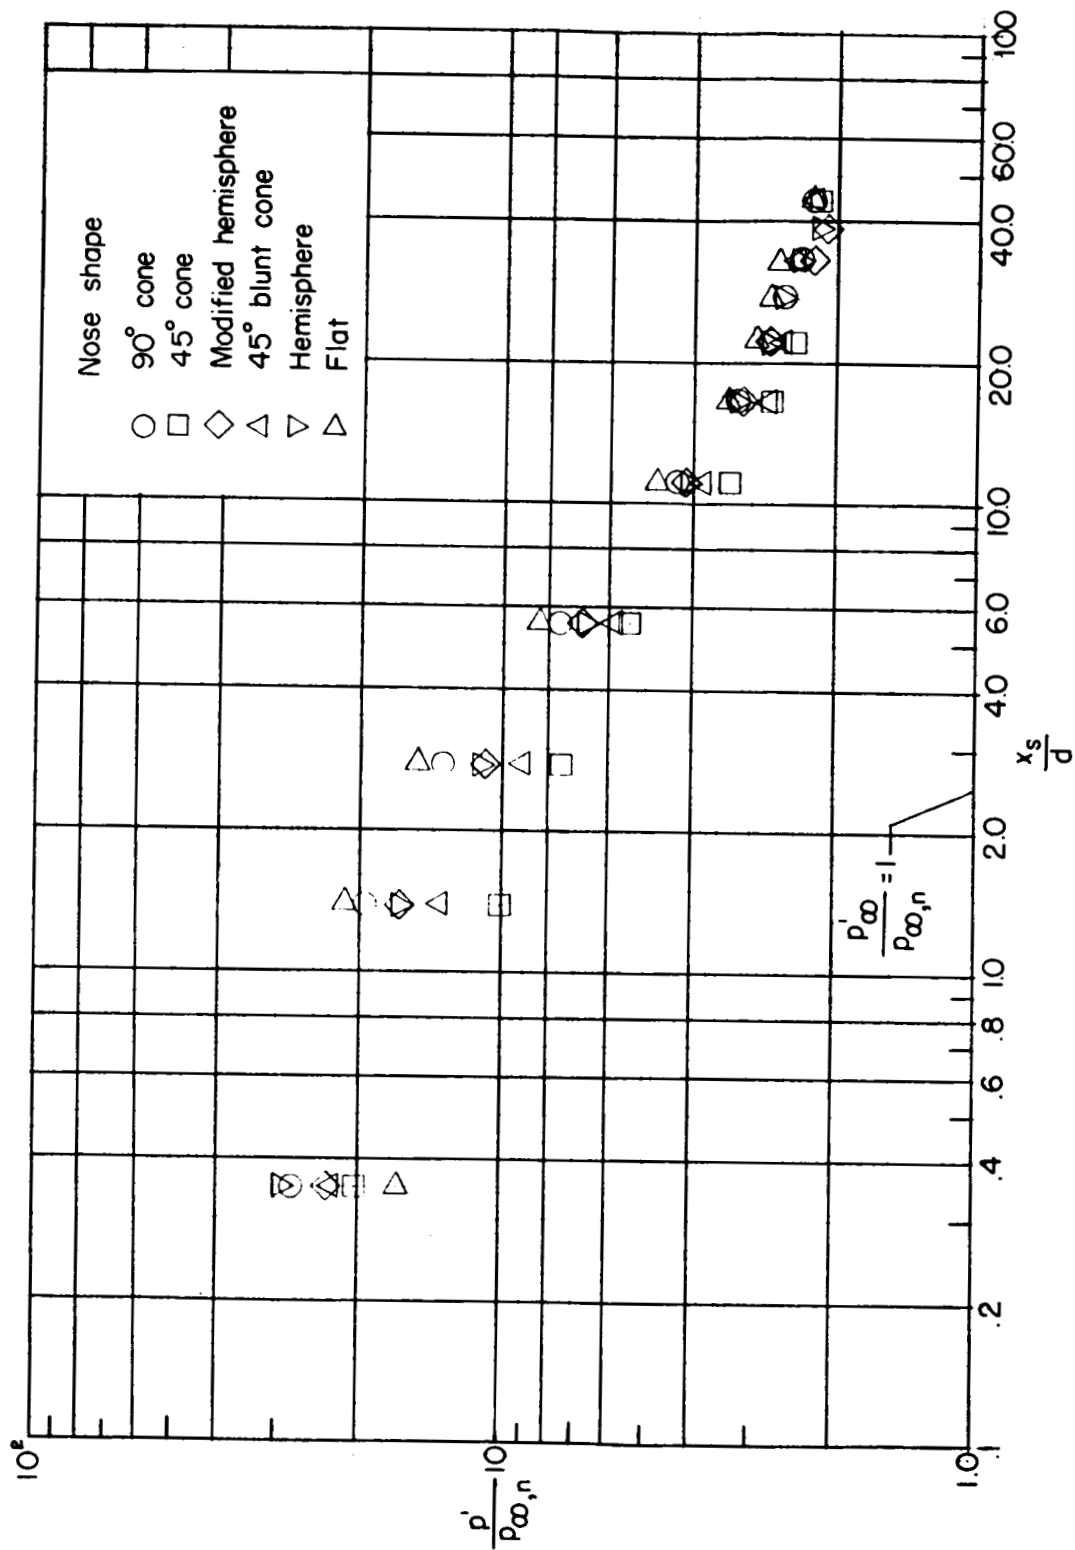 Nose shape
90° cone
45° cone
Modified hemisphere
45° blunt cone
Hemisphere
Flat
10²
10
1.0
p'
p∞,n
p'∞
p∞,n
=1
.1
.2
.4
.6
.8
1.0
2.0
4.0
6.0
10.0
20.0
40.0
60.0
100
xs
d